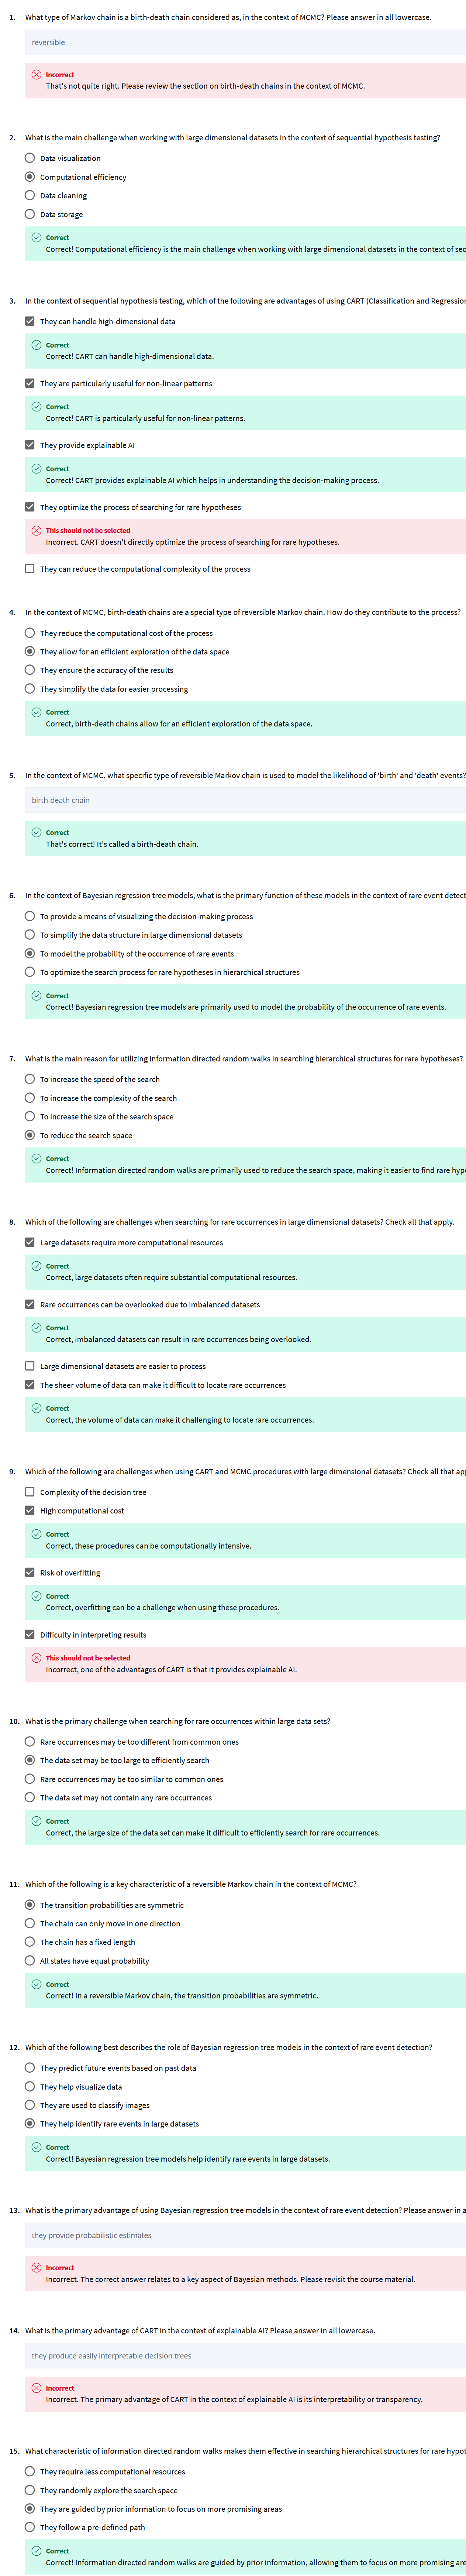 1. What type of Markov chain is a birth-death chain considered as, in the context of MCMC? Please answer in all lowercase.
reversible
Incorrect
That's not quite right. Please review the section on birth-death chains in the context of MCMC.
2. What is the main challenge when working with large dimensional datasets in the context of sequential hypothesis testing?
Data visualization
Computational efficiency
Data cleaning
Data storage
Correct
Correct! Computational efficiency is the main challenge when working with large dimensional datasets in the context of seq
3. In the context of sequential hypothesis testing, which of the following are advantages of using CART (Classification and Regression
They can handle high-dimensional data
Correct
Correct! CART can handle high-dimensional data.
They are particularly useful for non-linear patterns
Correct
Correct! CART is particularly useful for non-linear patterns.
They provide explainable AI
Correct
Correct! CART provides explainable AI which helps in understanding the decision-making process.
They optimize the process of searching for rare hypotheses
This should not be selected
Incorrect. CART doesn't directly optimize the process of searching for rare hypotheses.
They can reduce the computational complexity of the process
4. In the context of MCMC, birth-death chains are a special type of reversible Markov chain. How do they contribute to the process?
They reduce the computational cost of the process
They allow for an efficient exploration of the data space
They ensure the accuracy of the results
They simplify the data for easier processing
Correct
Correct, birth-death chains allow for an efficient exploration of the data space.
5. In the context of MCMC, what specific type of reversible Markov chain is used to model the likelihood of 'birth' and 'death' events?
birth-death chain
Correct
That's correct! It's called a birth-death chain.
6. In the context of Bayesian regression tree models, what is the primary function of these models in the context of rare event detect
To provide a means of visualizing the decision-making process
To simplify the data structure in large dimensional datasets
To model the probability of the occurrence of rare events
To optimize the search process for rare hypotheses in hierarchical structures
Correct
Correct! Bayesian regression tree models are primarily used to model the probability of the occurrence of rare events.
7. What is the main reason for utilizing information directed random walks in searching hierarchical structures for rare hypotheses?
To increase the speed of the search
To increase the complexity of the search
To increase the size of the search space
To reduce the search space
Correct
Correct! Information directed random walks are primarily used to reduce the search space, making it easier to find rare hyp
8. Which of the following are challenges when searching for rare occurrences in large dimensional datasets? Check all that apply.
Large datasets require more computational resources
Correct
Correct, large datasets often require substantial computational resources.
Rare occurrences can be overlooked due to imbalanced datasets
Correct
Correct, imbalanced datasets can result in rare occurrences being overlooked.
Large dimensional datasets are easier to process
The sheer volume of data can make it difficult to locate rare occurrences
Correct
Correct, the volume of data can make it challenging to locate rare occurrences.
9. Which of the following are challenges when using CART and MCMC procedures with large dimensional datasets? Check all that ap
Complexity of the decision tree
High computational cost
Correct
Correct, these procedures can be computationally intensive.
Risk of overfitting
Correct
Correct, overfitting can be a challenge when using these procedures.
Difficulty in interpreting results
This should not be selected
Incorrect, one of the advantages of CART is that it provides explainable AI.
10. What is the primary challenge when searching for rare occurrences within large data sets?
Rare occurrences may be too different from common ones
The data set may be too large to efficiently search
Rare occurrences may be too similar to common ones
The data set may not contain any rare occurrences
Correct
Correct, the large size of the data set can make it difficult to efficiently search for rare occurrences.
11. Which of the following is a key characteristic of a reversible Markov chain in the context of MCMC?
The transition probabilities are symmetric
The chain can only move in one direction
The chain has a fixed length
All states have equal probability
Correct
Correct! In a reversible Markov chain, the transition probabilities are symmetric.
12. Which of the following best describes the role of Bayesian regression tree models in the context of rare event detection?
They predict future events based on past data
They help visualize data
They are used to classify images
They help identify rare events in large datasets
Correct
Correct! Bayesian regression tree models help identify rare events in large datasets.
13. What is the primary advantage of using Bayesian regression tree models in the context of rare event detection? Please answer in a
they provide probabilistic estimates
Incorrect
Incorrect. The correct answer relates to a key aspect of Bayesian methods. Please revisit the course material.
14. What is the primary advantage of CART in the context of explainable AI? Please answer in all lowercase.
they produce easily interpretable decision trees
Incorrect
Incorrect. The primary advantage of CART in the context of explainable AI is its interpretability or transparency.
15. What characteristic of information directed random walks makes them effective in searching hierarchical structures for rare hypot
They require less computational resources
They randomly explore the search space
They are guided by prior information to focus on more promising areas
They follow a pre-defined path
Correct
Correct! Information directed random walks are guided by prior information, allowing them to focus on more promising are